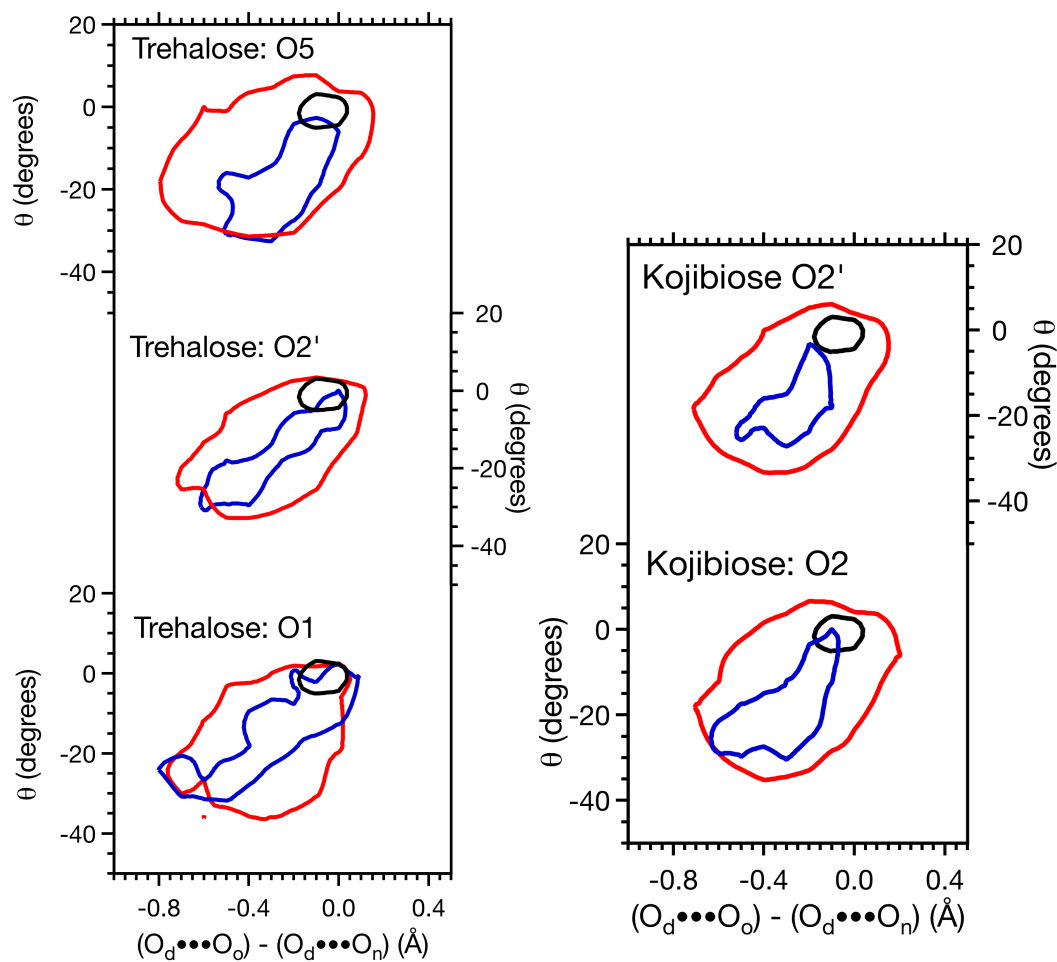 20
Trehalose: O5
0
-20
-40
θ (degrees)
20
Trehalose: O2'
0
-20
-40
θ (degrees)
20
Trehalose: O1
0
-20
-40
θ (degrees)
-0.8 -0.4 0.0 0.4
(Od•••Oo) - (Od•••On) (Å)
20
Kojibiose O2'
0
-20
-40
θ (degrees)
20
Kojibiose: O2
0
-20
-40
θ (degrees)
-0.8 -0.4 0.0 0.4
(Od•••Oo) - (Od•••On) (Å)